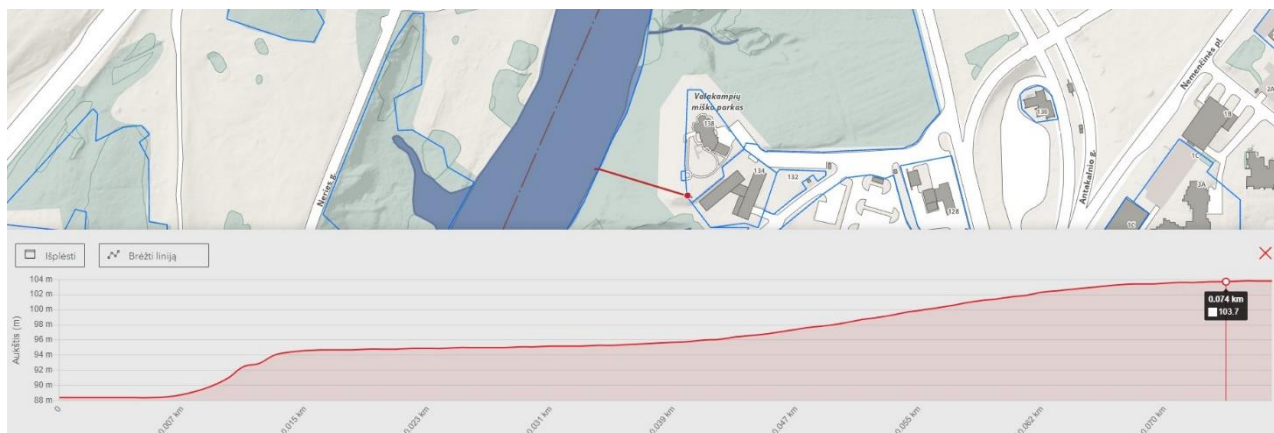 Nemenčinės pl.
2A
130
1B
Valakampių
miško parkas
138
1C
3A
134
132
128
Neries g.
Antakalnio g.
1C
Išplėsti
Brėžti liniją
104 m
102 m
100 m
98 m
96 m
94 m
92 m
90 m
88 m
Aukštis (m)
0.074 km
103.7
0
0.007 km
0.015 km
0.023 km
0.031 km
0.039 km
0.047 km
0.055 km
0.062 km
0.070 km